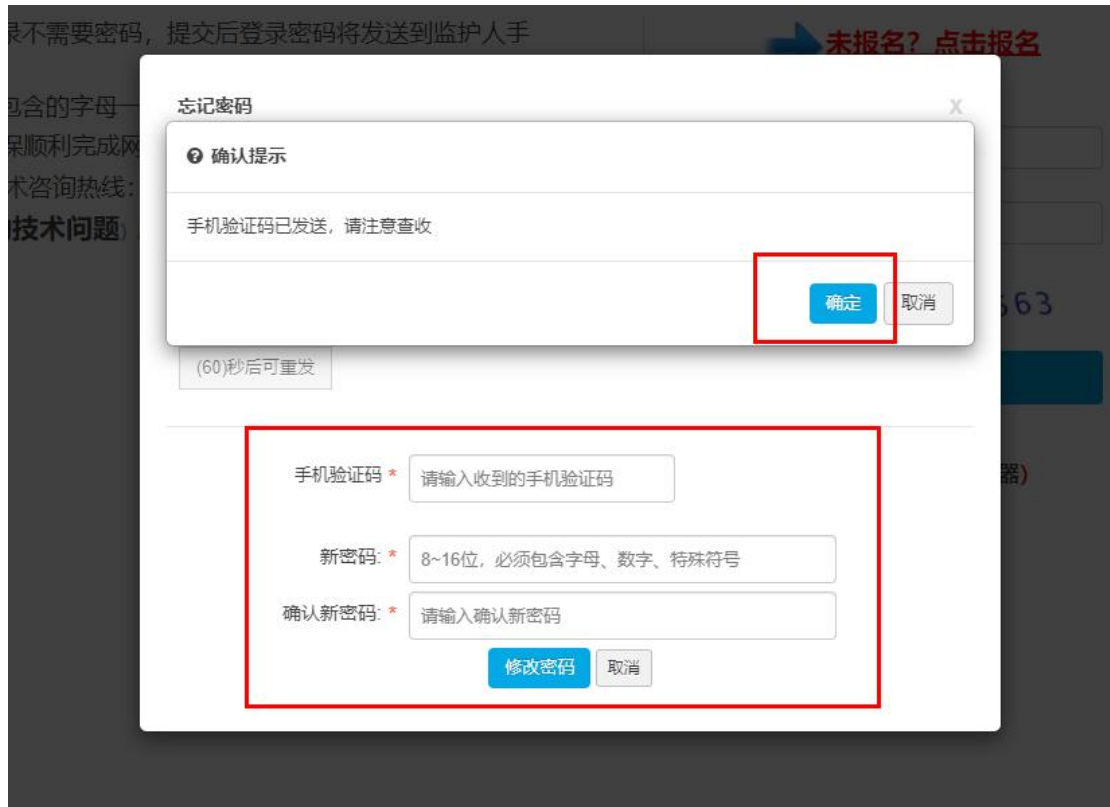 录不需要密码，提交后登录密码将发送到监护人手
未报名？点击报名
包含的字母一
忘记密码
X
保顺利完成网
确认提示
术咨询热线：
手机验证码已发送，请注意查收
的技术问题）
确定
取消
563
(60)秒后可重发
手机验证码 *
请输入收到的手机验证码
器)
新密码: *
8~16位，必须包含字母、数字、特殊符号
确认新密码: *
请输入确认新密码
修改密码
取消